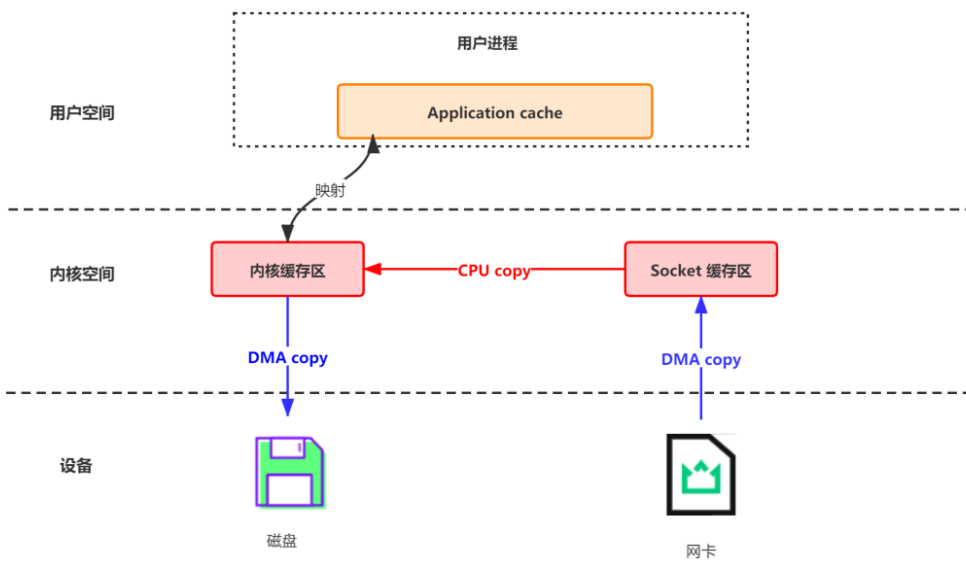 用户进程
用户空间
Application cache
映射
内核空间
内核缓存区
CPU copy
Socket 缓存区
DMA copy
DMA copy
设备
磁盘
网卡